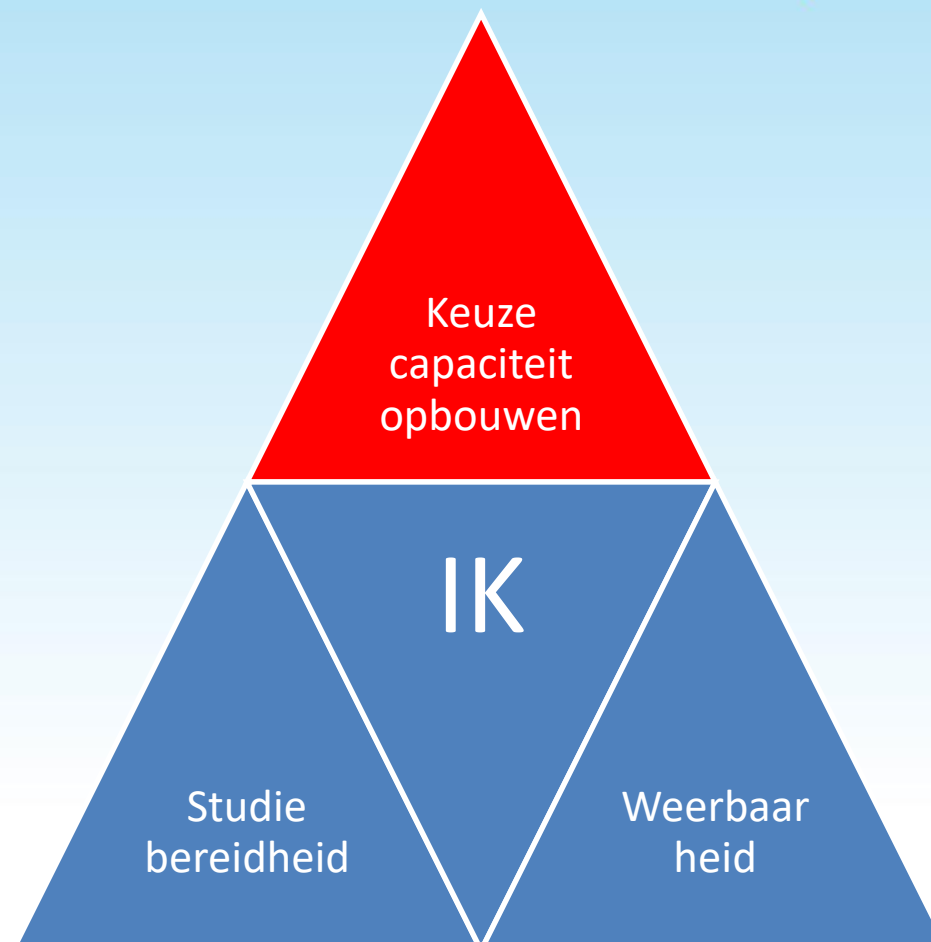 Keuze
capaciteit
opbouwen
IK
Studie
bereidheid
Weerbaar
heid